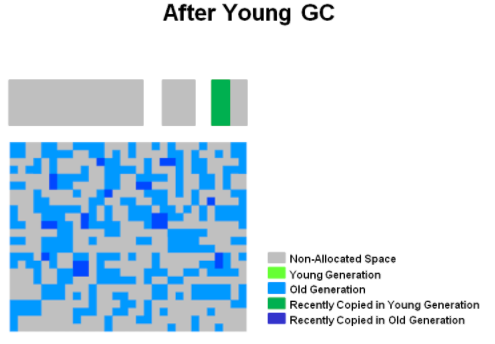 After Young GC
Non-Allocated Space
Young Generation
Old Generation
Recently Copied in Young Generation
Recently Copied in Old Generation